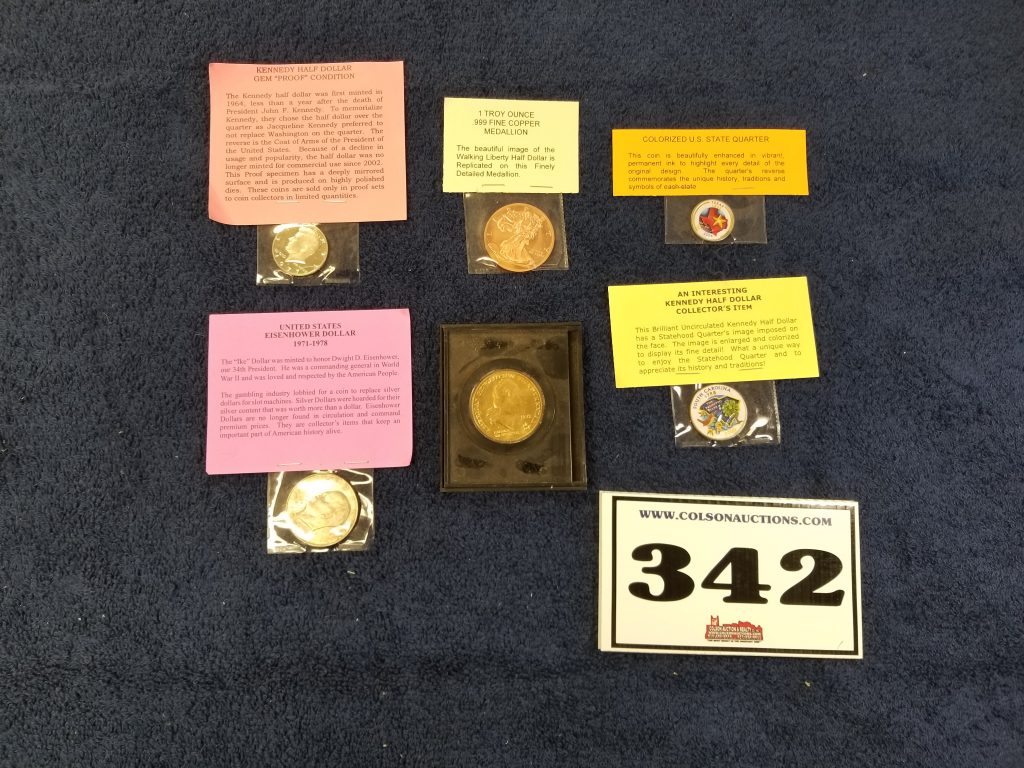 KENNEDY HALF DOLLAR
GEM "PROOF" CONDITION
The Kennedy half dollar was first minted in
1964, less than a year after the death of
President John F. Kennedy. To memorialize
Kennedy, they chose the half dollar over the
quarter as Jacqueline Kennedy preferred to
not replace Washington on the quarter. The
reverse is the Coat of Arms of the President of
the United States. Because of a decline in
usage and popularity, the half dollar was no
longer minted for commercial use since 2002.
This Proof specimen has a deeply mirrored
surface and is produced on highly polished
dies. These coins are sold only in proof sets
to coin collectors in limited quantities.
1 TROY OUNCE
.999 FINE COPPER
MEDALLION
The beautiful image of the
Walking Liberty Half Dollar is
Replicated on this Finely
Detailed Medallion.
COLORIZED U.S. STATE QUARTER
This coin is beautifully enhanced in vibrant,
permanent ink to highlight every detail of the
original design. The quarter's reverse
commemorates the unique history, traditions and
symbols of each state
UNITED STATES
EISENHOWER DOLLAR
1971-1978
The "Ike" Dollar was minted to honor Dwight D. Eisenhower,
our 34th President. He was a commanding general in World
War II and was loved and respected by the American People.
The gambling industry lobbied for a coin to replace silver
dollars for slot machines. Silver Dollars were hoarded for their
silver content that was worth more than a dollar. Eisenhower
Dollars are no longer found in circulation and command
premium prices. They are collector's items that keep an
important part of American history alive.
AN INTERESTING
KENNEDY HALF DOLLAR
COLLECTOR'S ITEM
This Brilliant Uncirculated Kennedy Half Dollar
has a Statehood Quarter's image imposed on
the face. The image is enlarged and colorized
to display its fine detail! What a unique way
to enjoy the Statehood Quarter and to
appreciate its history and traditions!
SOUTH CAROLINA
1788
WWW.COLSONAUCTIONS.COM
342
COLSON AUCTION & REALTY